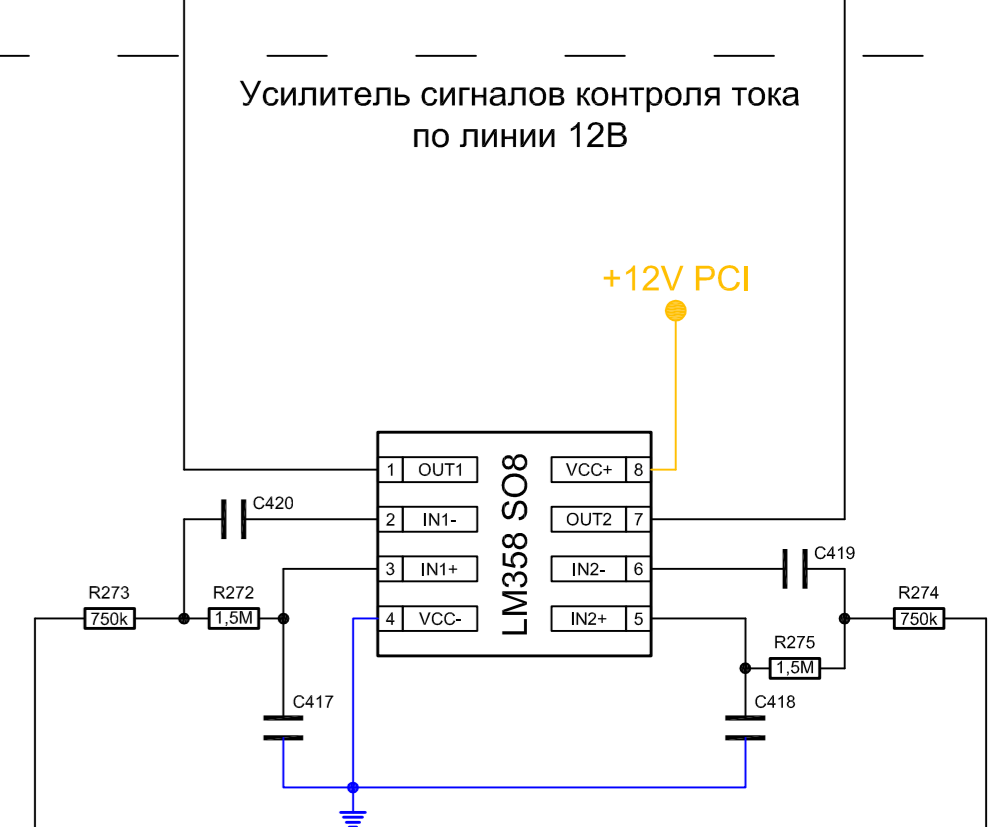 Усилитель сигналов контроля тока
по линии 12В
+12V PCI
1 OUT1
VCC+ 8
C420
2 IN1-
OUT2 7
LM358 SO8
3 IN1+
IN2- 6
C419
R273
R272
R274
750k
1,5M
4 VCC-
IN2+ 5
750k
R275
1,5M
C417
C418